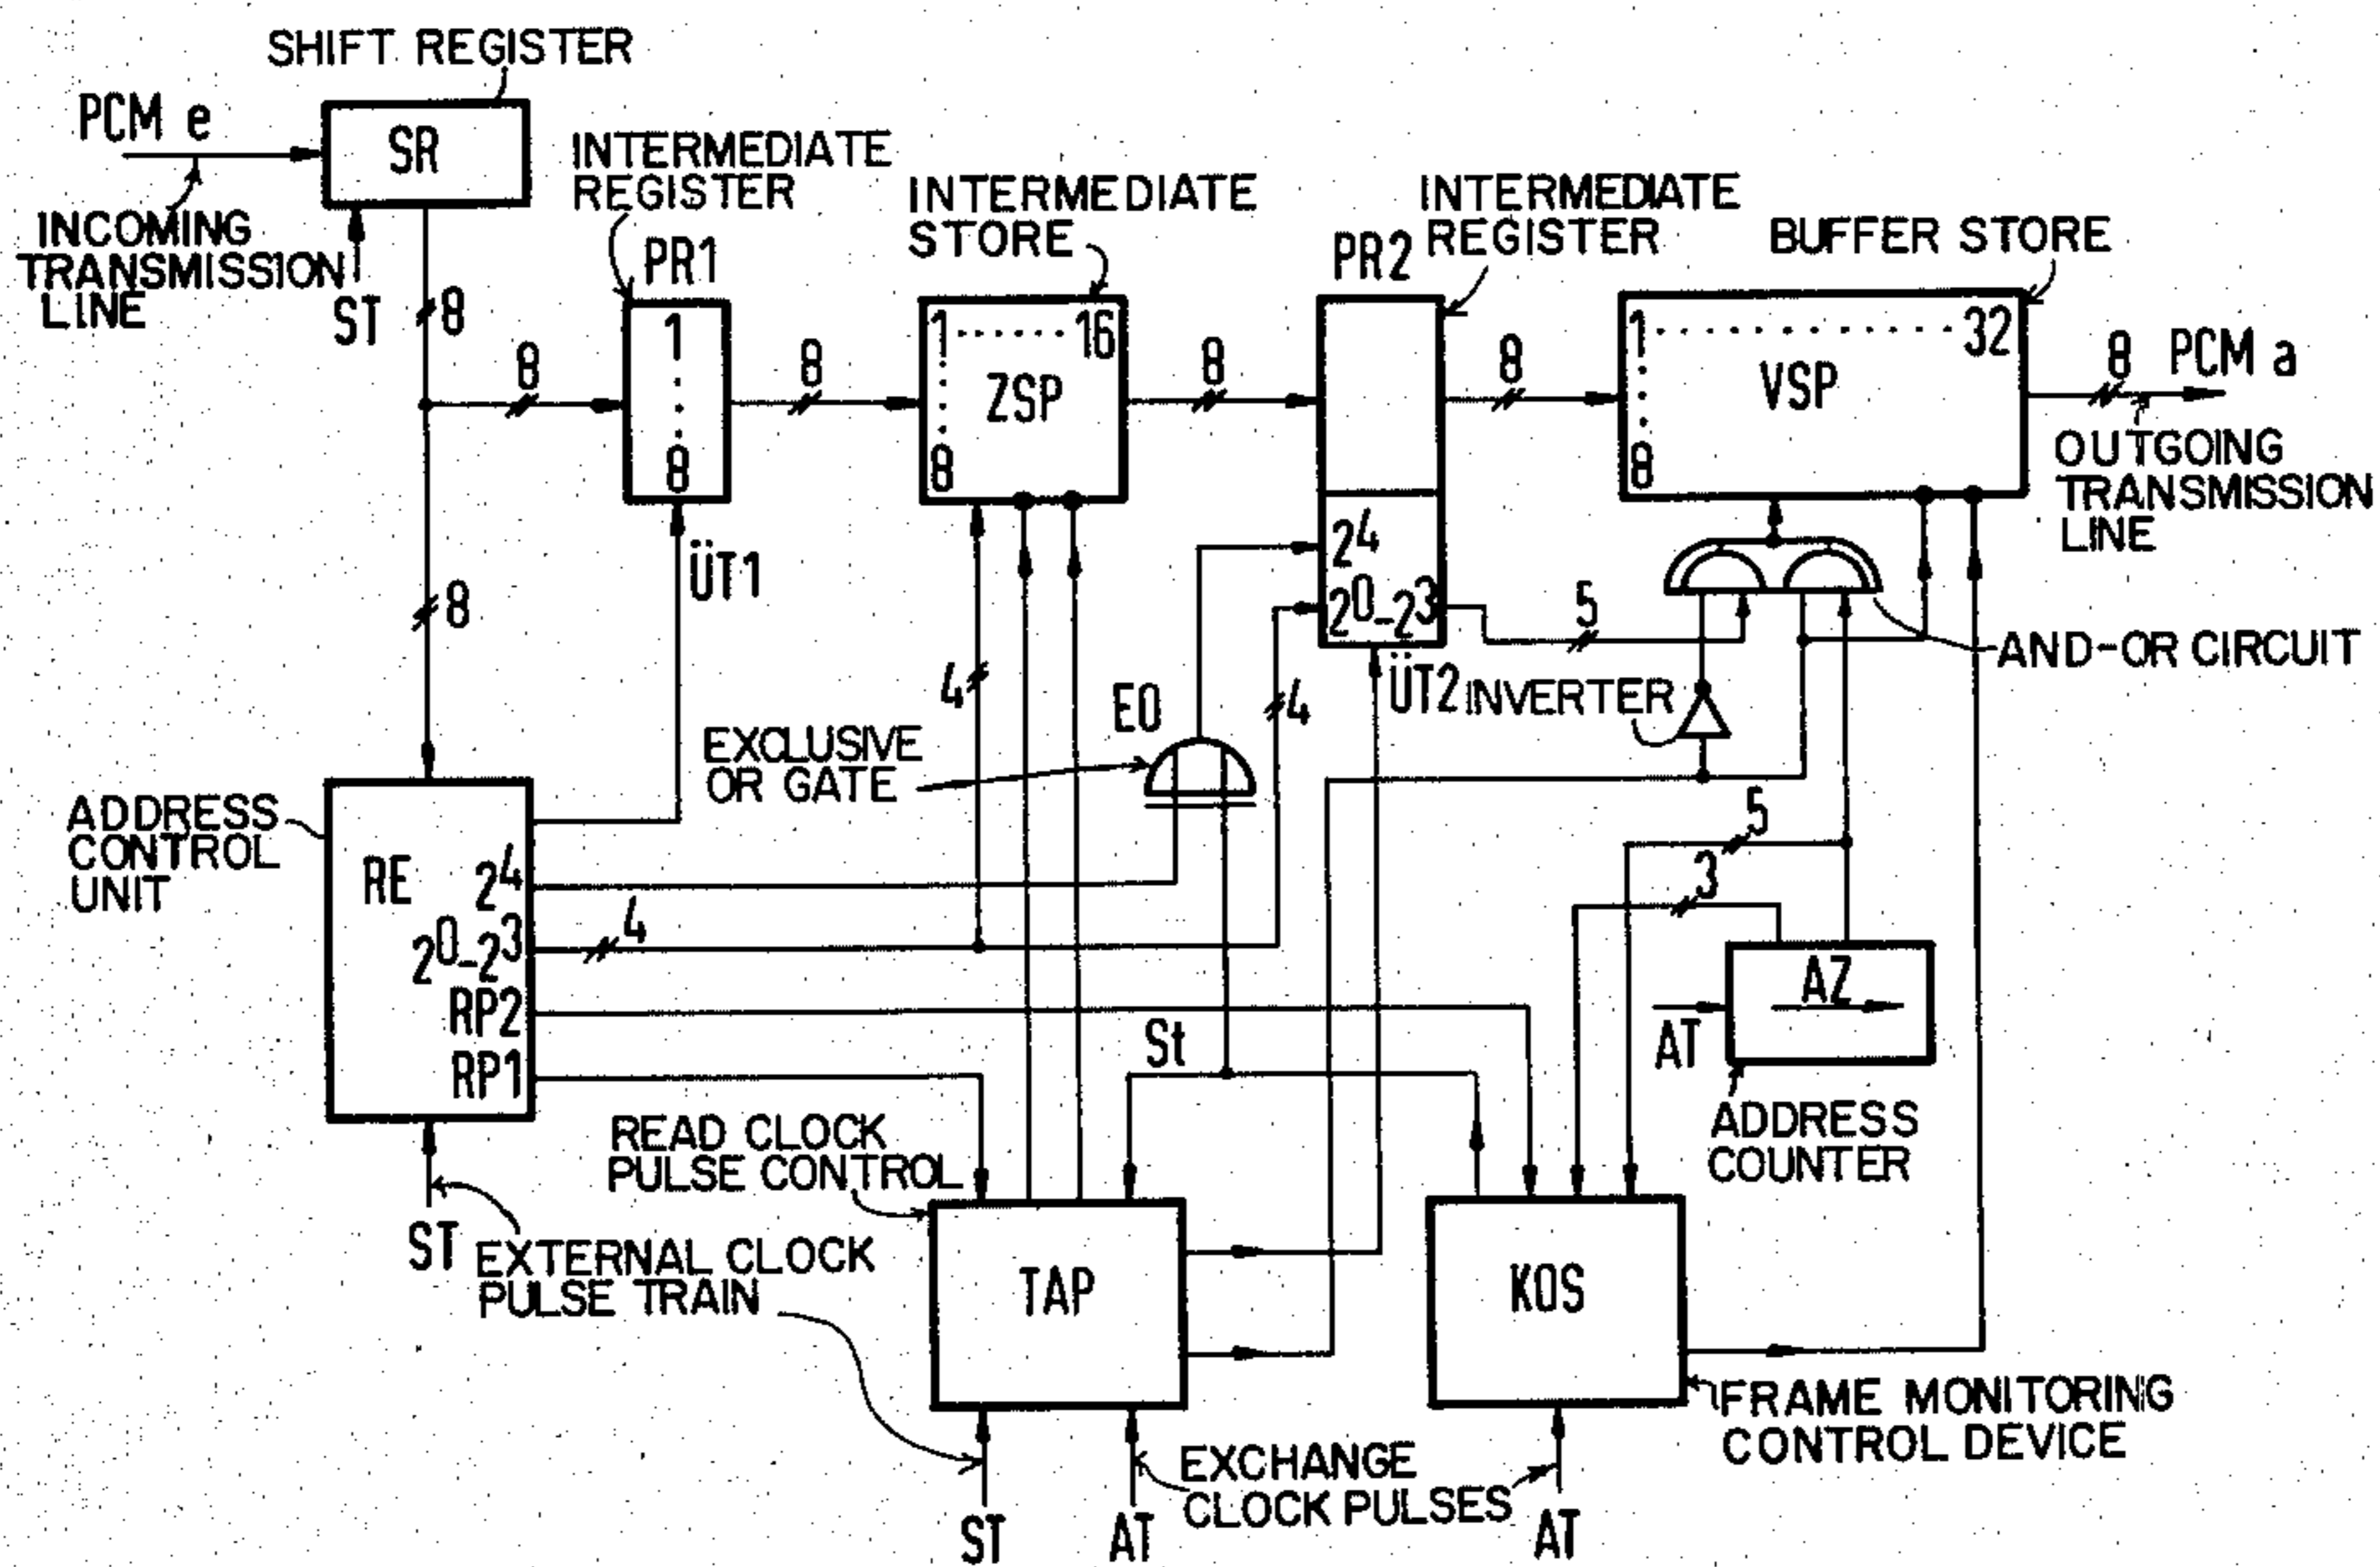 SHIFT REGISTER
PCM e
SR
INCOMING
TRANSMISSION
LINE
ST
8
INTERMEDIATE
REGISTER
PR1
1
8
8
ÜT1
8
INTERMEDIATE
STORE
1 16
ZSP
8
8
INTERMEDIATE
REGISTER
PR2
2⁴
2⁰-2³
ÜT2
8
BUFFER STORE
1 32
VSP
8
8 PCM a
OUTGOING
TRANSMISSION
LINE
5
AND-OR CIRCUIT
INVERTER
8
4
4
EO
EXCLUSIVE
OR GATE
ADDRESS
CONTROL
UNIT
RE
2⁴
2⁰-2³
RP2
RP1
4
5
3
AZ
AT
ADDRESS
COUNTER
St
READ CLOCK
PULSE CONTROL
ST
EXTERNAL CLOCK
PULSE TRAIN
TAP
KOS
FRAME MONITORING
CONTROL DEVICE
EXCHANGE
CLOCK PULSES
ST
AT
AT